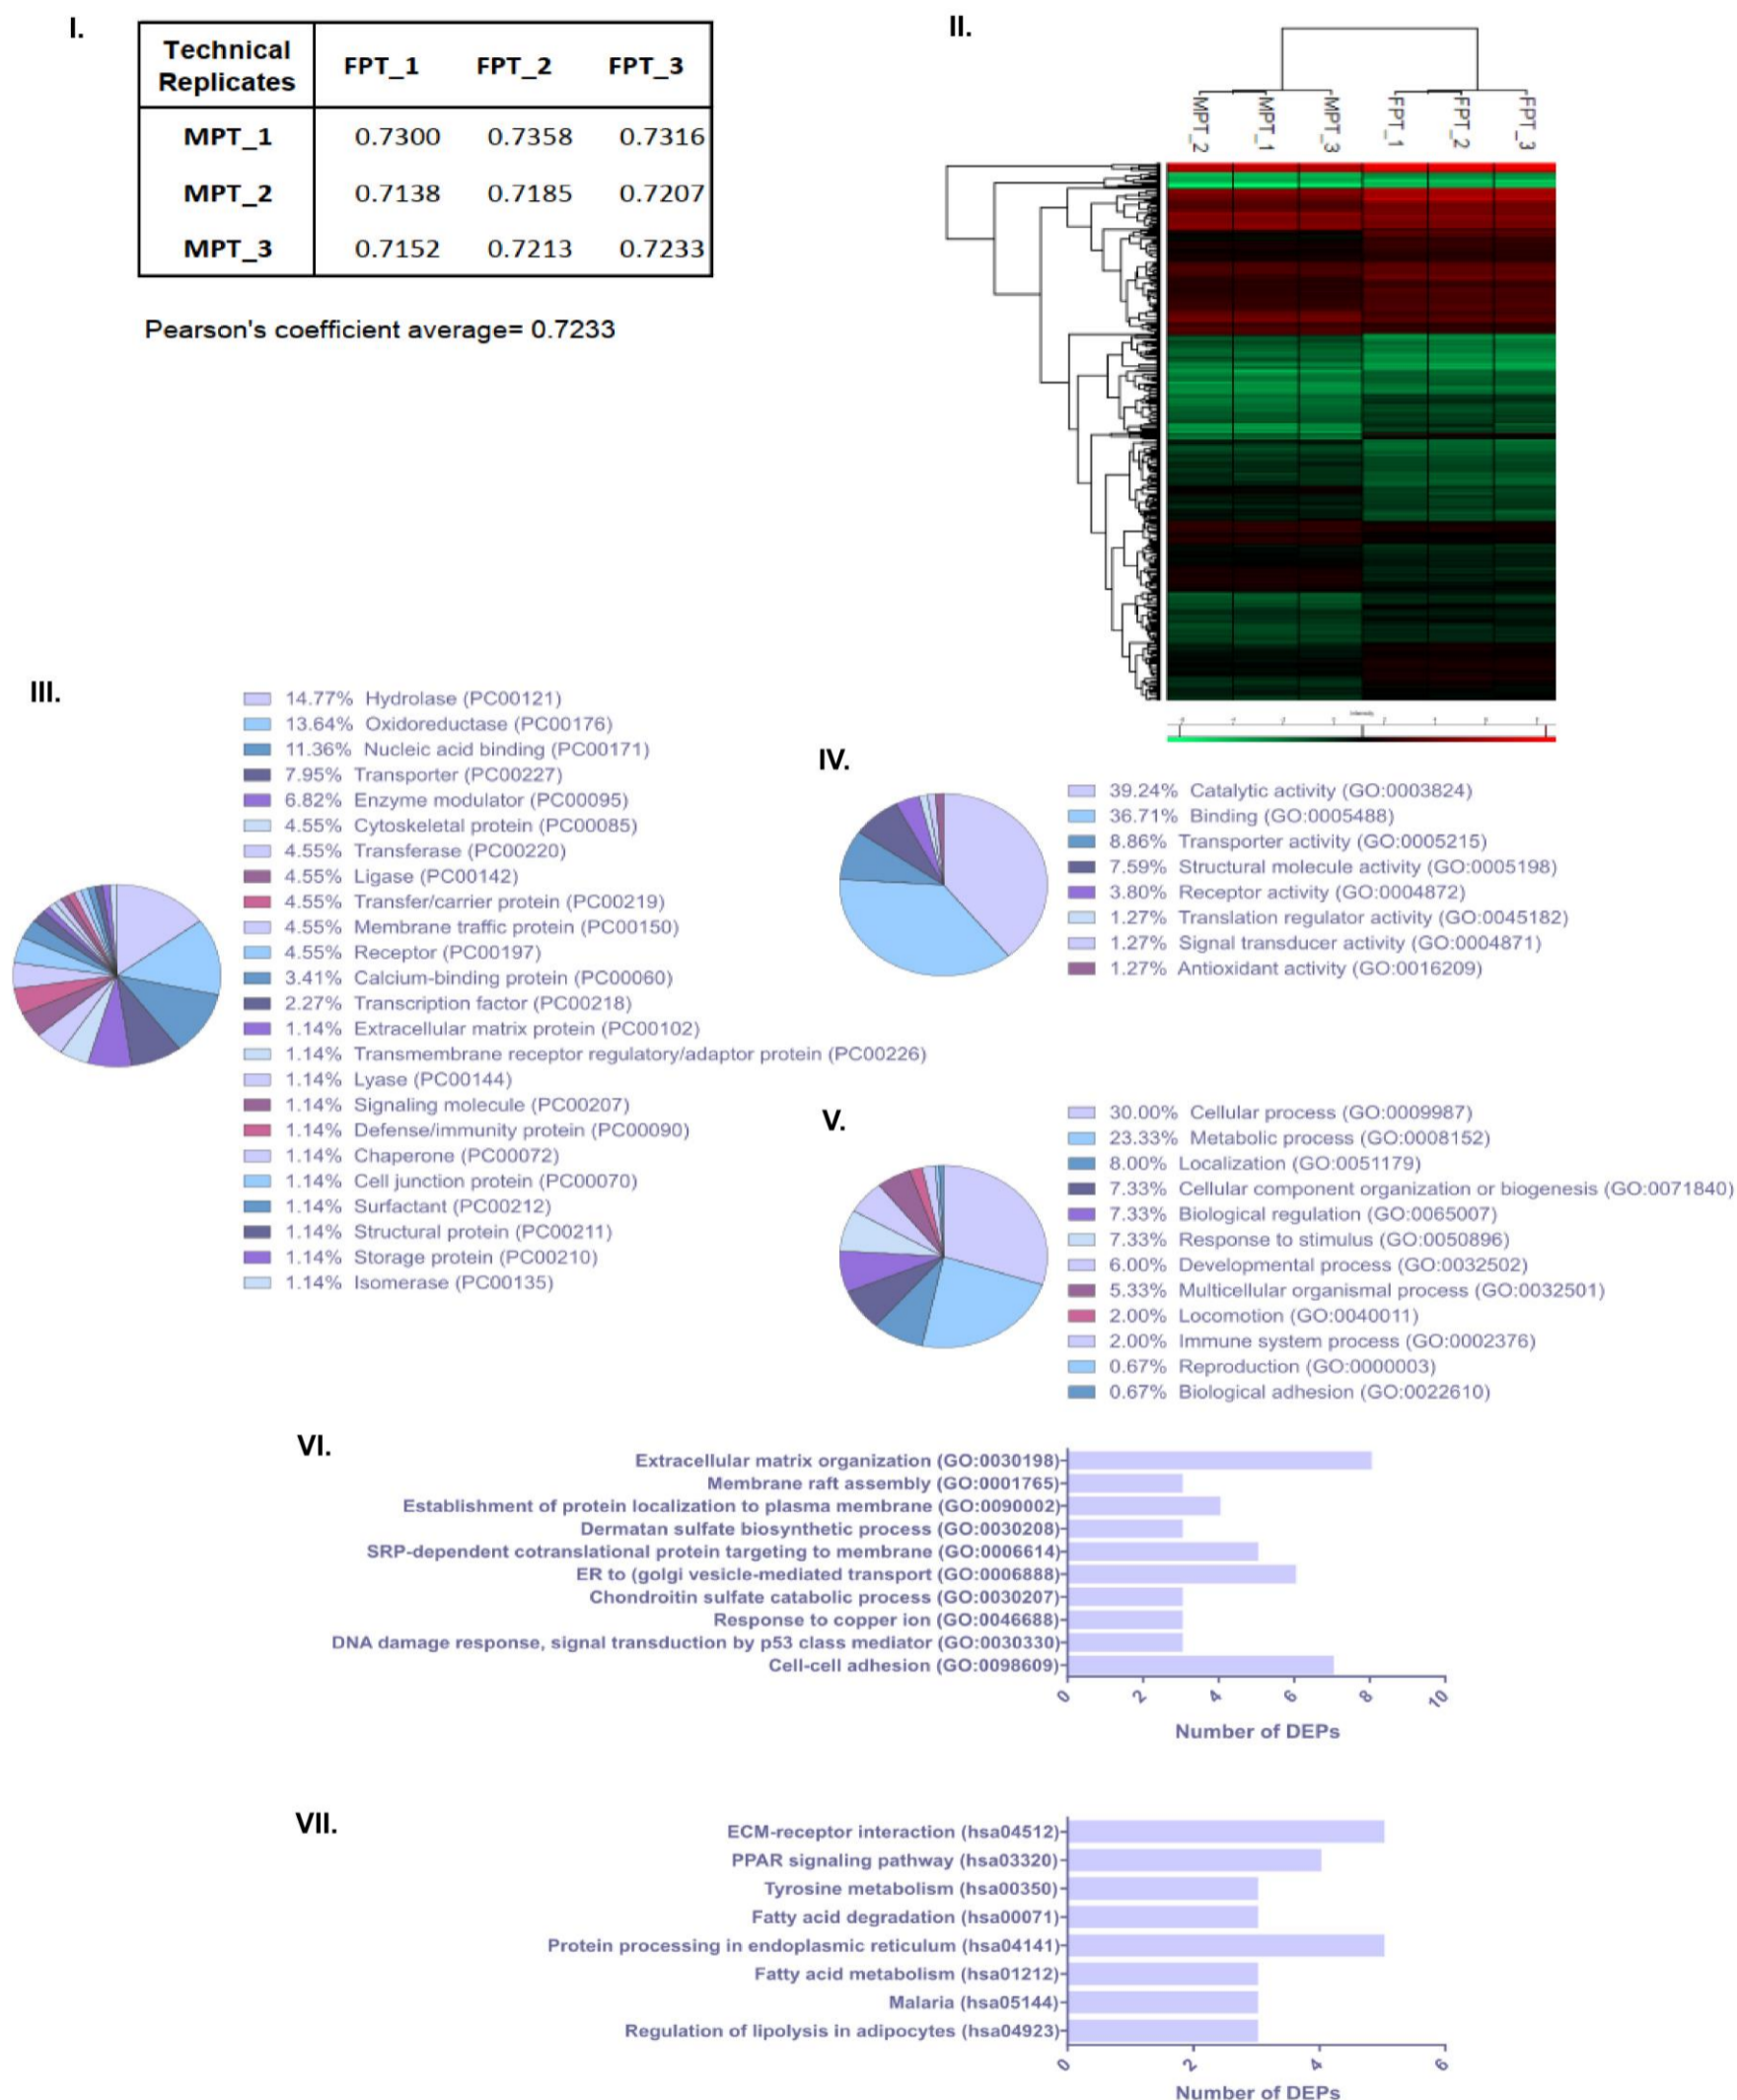 I.
Technical Replicates FPT_1 FPT_2 FPT_3
MPT_1 0.7300 0.7358 0.7316
MPT_2 0.7138 0.7185 0.7207
MPT_3 0.7152 0.7213 0.7233
Pearson's coefficient average= 0.7233
II.
MPT_2 MPT_1 MPT_3 FPT_1 FPT_2 FPT_3
III.
14.77% Hydrolase (PC00121)
13.64% Oxidoreductase (PC00176)
11.36% Nucleic acid binding (PC00171)
7.95% Transporter (PC00227)
6.82% Enzyme modulator (PC00095)
4.55% Cytoskeletal protein (PC00085)
4.55% Transferase (PC00220)
4.55% Ligase (PC00142)
4.55% Transfer/carrier protein (PC00219)
4.55% Membrane traffic protein (PC00150)
4.55% Receptor (PC00197)
3.41% Calcium-binding protein (PC00060)
2.27% Transcription factor (PC00218)
1.14% Extracellular matrix protein (PC00102)
1.14% Transmembrane receptor regulatory/adaptor protein (PC00226)
1.14% Lyase (PC00144)
1.14% Signaling molecule (PC00207)
1.14% Defense/immunity protein (PC00090)
1.14% Chaperone (PC00072)
1.14% Cell junction protein (PC00070)
1.14% Surfactant (PC00212)
1.14% Structural protein (PC00211)
1.14% Storage protein (PC00210)
1.14% Isomerase (PC00135)
IV.
39.24% Catalytic activity (GO:0003824)
36.71% Binding (GO:0005488)
8.86% Transporter activity (GO:0005215)
7.59% Structural molecule activity (GO:0005198)
3.80% Receptor activity (GO:0004872)
1.27% Translation regulator activity (GO:0045182)
1.27% Signal transducer activity (GO:0004871)
1.27% Antioxidant activity (GO:0016209)
V.
30.00% Cellular process (GO:0009987)
23.33% Metabolic process (GO:0008152)
8.00% Localization (GO:0051179)
7.33% Cellular component organization or biogenesis (GO:0071840)
7.33% Biological regulation (GO:0065007)
7.33% Response to stimulus (GO:0050896)
6.00% Developmental process (GO:0032502)
5.33% Multicellular organismal process (GO:0032501)
2.00% Locomotion (GO:0040011)
2.00% Immune system process (GO:0002376)
0.67% Reproduction (GO:0000003)
0.67% Biological adhesion (GO:0022610)
VI.
Extracellular matrix organization (GO:0030198)
Membrane raft assembly (GO:0001765)
Establishment of protein localization to plasma membrane (GO:0090002)
Dermatan sulfate biosynthetic process (GO:0030208)
SRP-dependent cotranslational protein targeting to membrane (GO:0006614)
ER to (golgi vesicle-mediated transport (GO:0006888)
Chondroitin sulfate catabolic process (GO:0030207)
Response to copper ion (GO:0046688)
DNA damage response, signal transduction by p53 class mediator (GO:0030330)
Cell-cell adhesion (GO:0098609)
0 2 4 6 8 10
Number of DEPs
VII.
ECM-receptor interaction (hsa04512)
PPAR signaling pathway (hsa03320)
Tyrosine metabolism (hsa00350)
Fatty acid degradation (hsa00071)
Protein processing in endoplasmic reticulum (hsa04141)
Fatty acid metabolism (hsa01212)
Malaria (hsa05144)
Regulation of lipolysis in adipocytes (hsa04923)
0 2 4 6
Number of DEPs